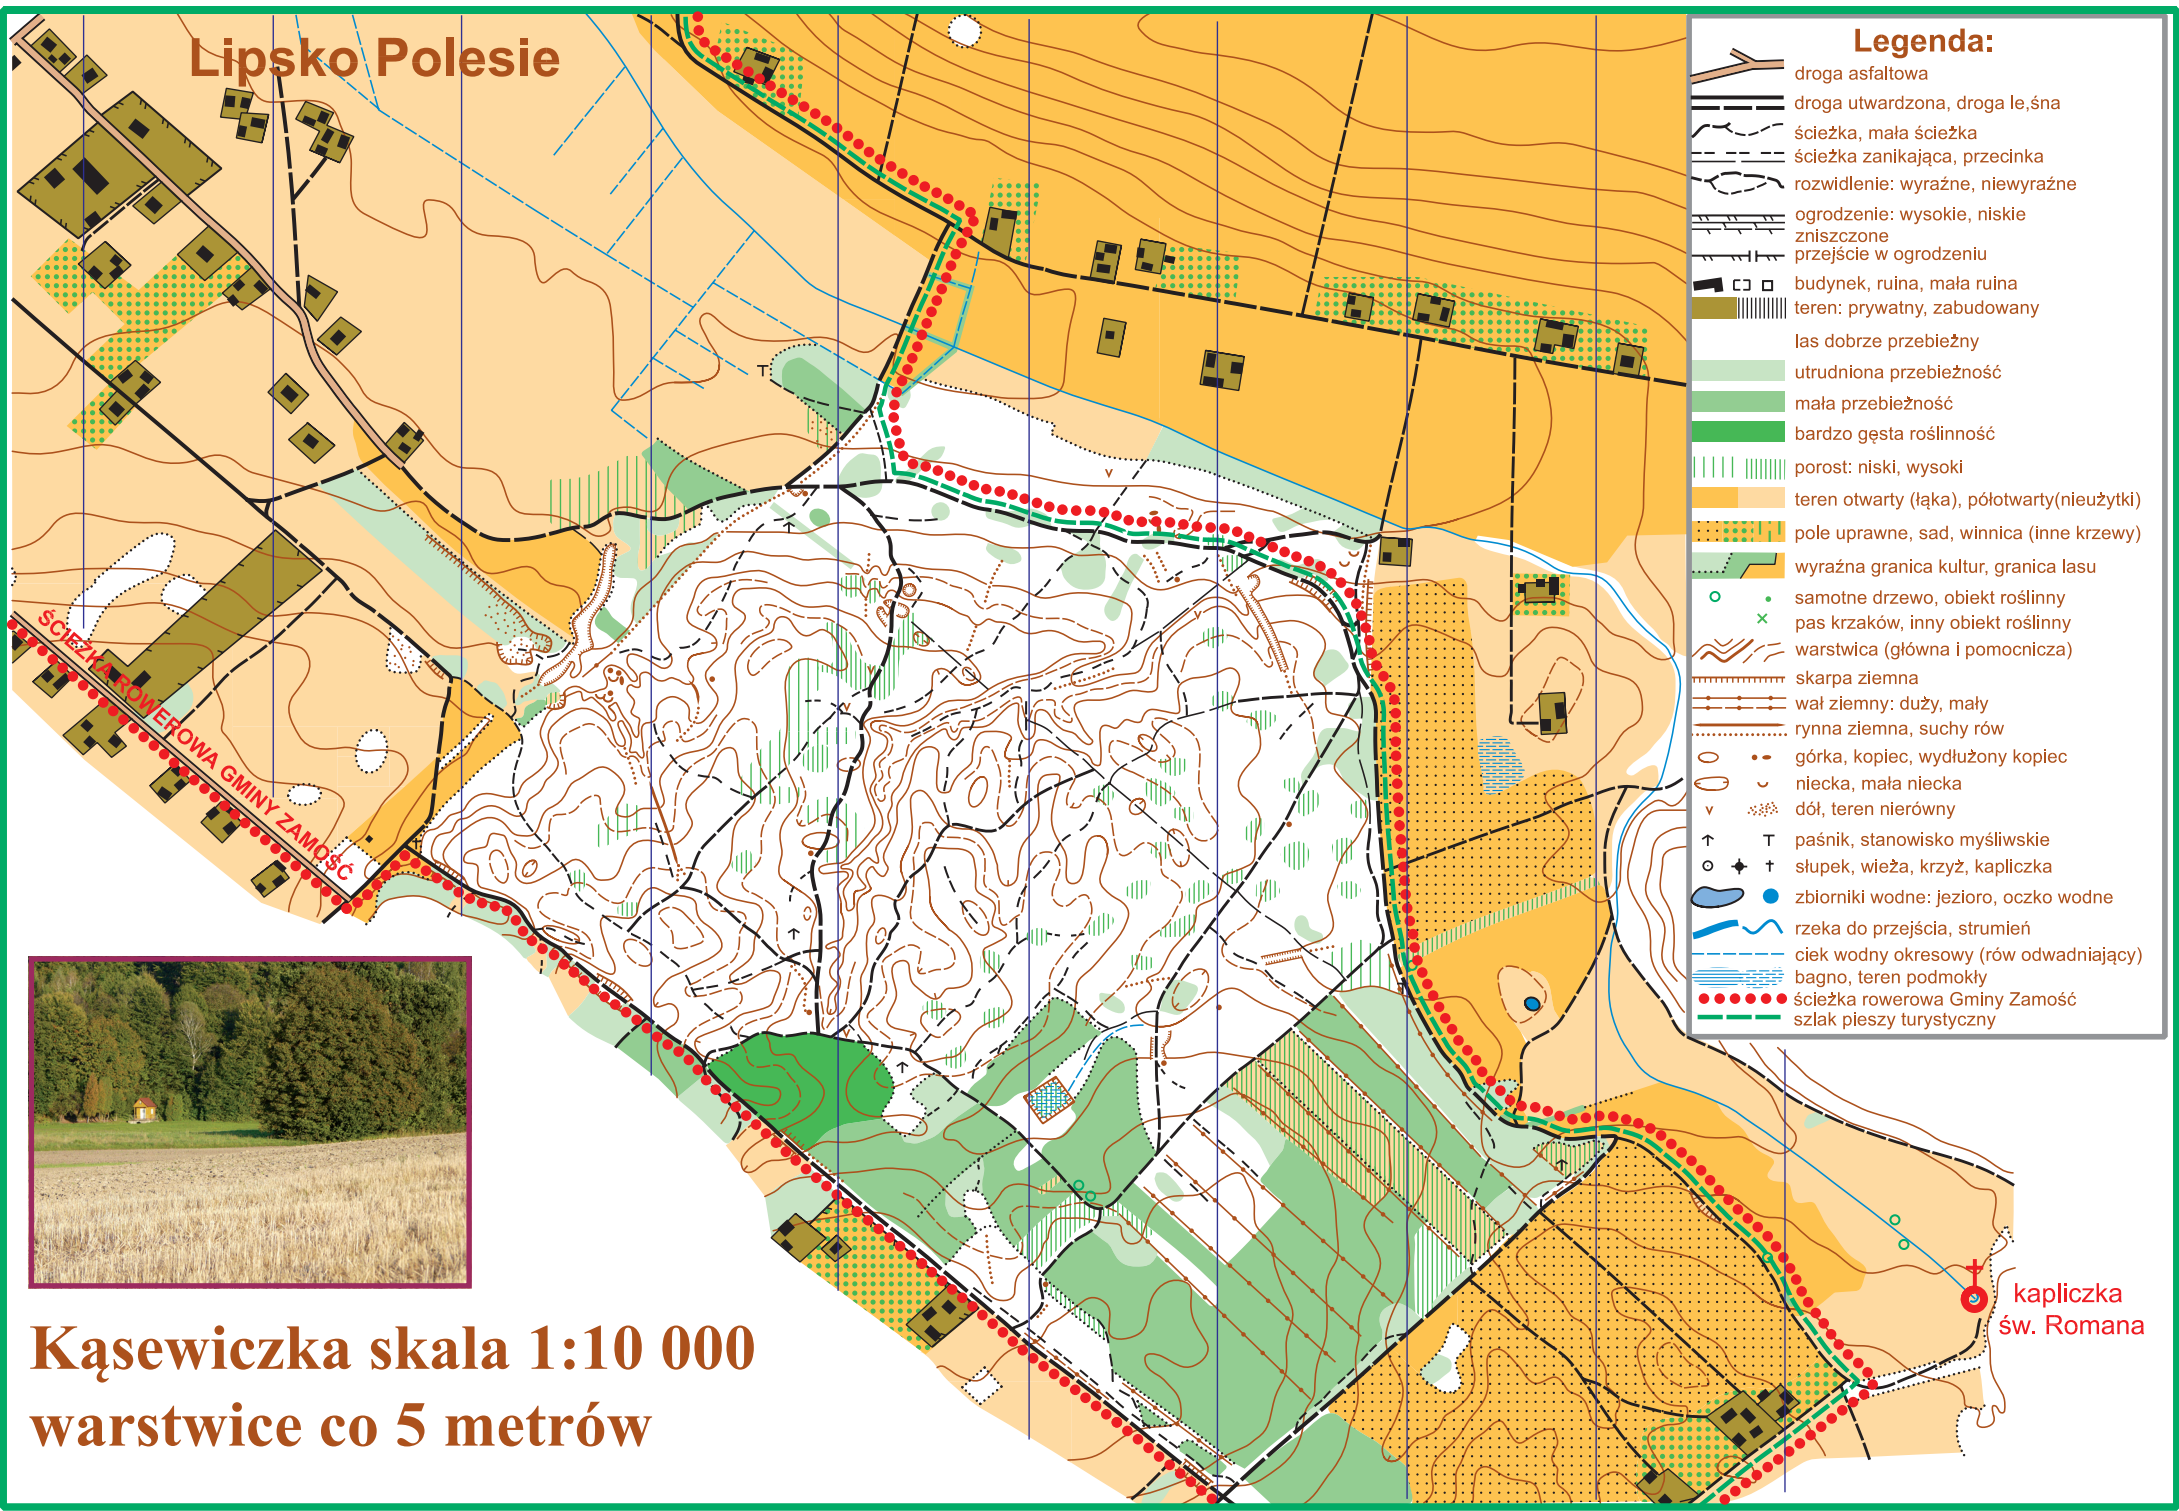 Lipsko Polesie
ŚCIEŻKA ROWEROWA GMINY ZAMOŚĆ
Legenda:
droga asfaltowa
droga utwardzona, droga le,śna
ścieżka, mała ścieżka
ścieżka zanikająca, przecinka
rozwidlenie: wyraźne, niewyraźne
ogrodzenie: wysokie, niskie
zniszczone
przejście w ogrodzeniu
budynek, ruina, mała ruina
teren: prywatny, zabudowany
las dobrze przebieżny
utrudniona przebieżność
mała przebieżność
bardzo gęsta roślinność
porost: niski, wysoki
teren otwarty (łąka), półotwarty(nieużytki)
pole uprawne, sad, winnica (inne krzewy)
wyraźna granica kultur, granica lasu
samotne drzewo, obiekt roślinny
pas krzaków, inny obiekt roślinny
warstwica (główna i pomocnicza)
skarpa ziemna
wał ziemny: duży, mały
rynna ziemna, suchy rów
górka, kopiec, wydłużony kopiec
niecka, mała niecka
dół, teren nierówny
paśnik, stanowisko myśliwskie
słupek, wieża, krzyż, kapliczka
zbiorniki wodne: jezioro, oczko wodne
rzeka do przejścia, strumień
ciek wodny okresowy (rów odwadniający)
bagno, teren podmokły
ścieżka rowerowa Gminy Zamość
szlak pieszy turystyczny
kapliczka
św. Romana
Kąsewiczka skala 1:10 000
warstwice co 5 metrów